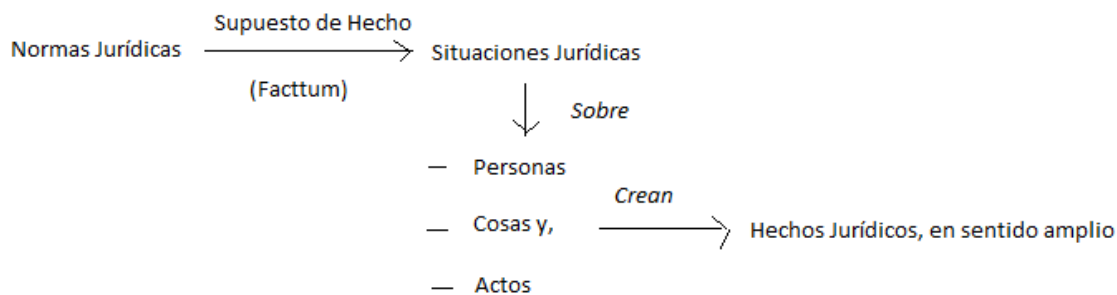 Supuesto de Hecho
Normas Jurídicas
Situaciones Jurídicas
(Facttum)
Sobre
— Personas
Crean
— Cosas y,
Hechos Jurídicos, en sentido amplio
— Actos